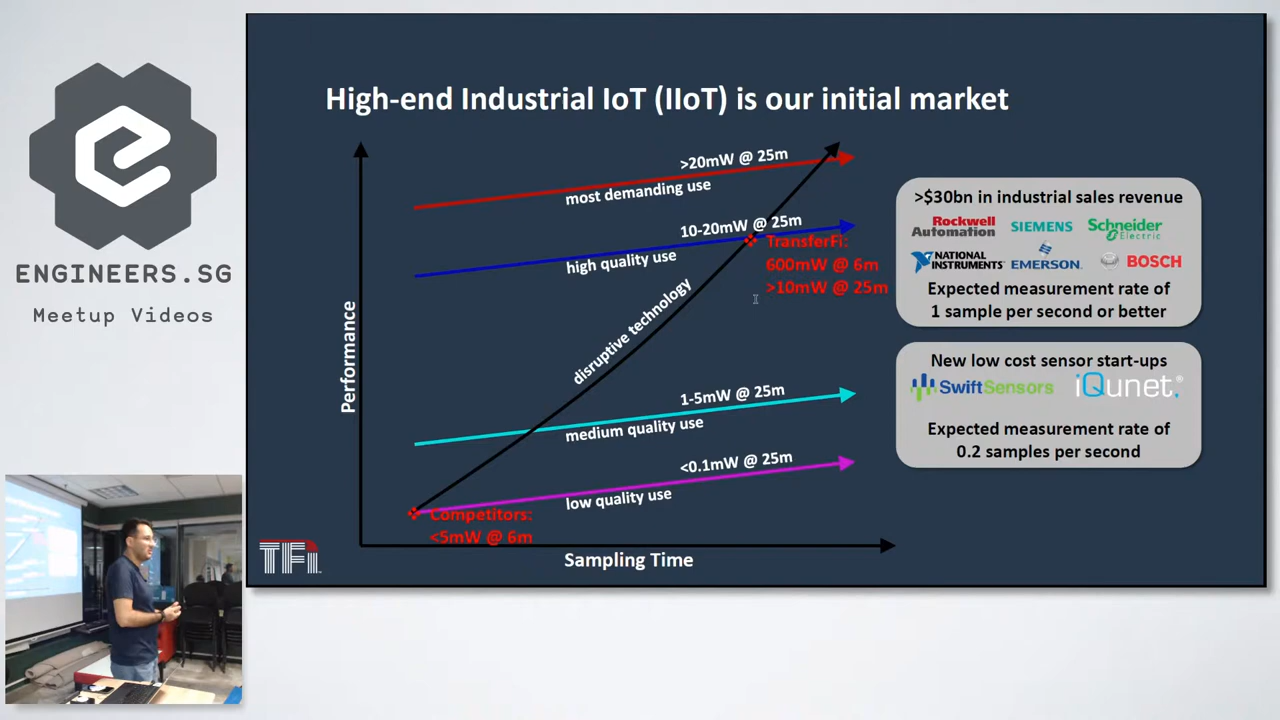 ENGINEERS.SG
Meetup Videos
High-end Industrial IoT (IIoT) is our initial market
>20mW @ 25m
most demanding use
10-20mW @ 25m
high quality use
TransferFi:
600mW @ 6m
>10mW @ 25m
disruptive technology
Performance
1-5mW @ 25m
medium quality use
<0.1mW @ 25m
low quality use
Competitors:
<5mW @ 6m
Sampling Time
TFi
>$30bn in industrial sales revenue
Rockwell Automation
SIEMENS
Schneider Electric
NATIONAL INSTRUMENTS
EMERSON
BOSCH
Expected measurement rate of
1 sample per second or better
New low cost sensor start-ups
SwiftSensors
iQunet
Expected measurement rate of
0.2 samples per second